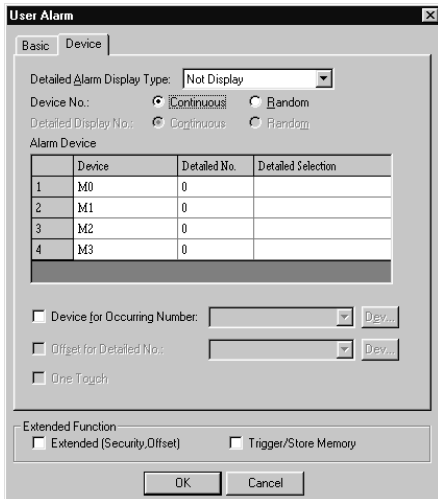 User Alarm
Basic Device
Detailed Alarm Display Type: Not Display
Device No.: Continuous Random
Detailed Display No.: Continuous Random
Alarm Device
Device Detailed No. Detailed Selection
1 M0 0
2 M1 0
3 M2 0
4 M3 0
Device for Occurring Number: Dev...
Offset for Detailed No.: Dev...
One Touch
Extended Function
Extended (Security,Offset) Trigger/Store Memory
OK Cancel